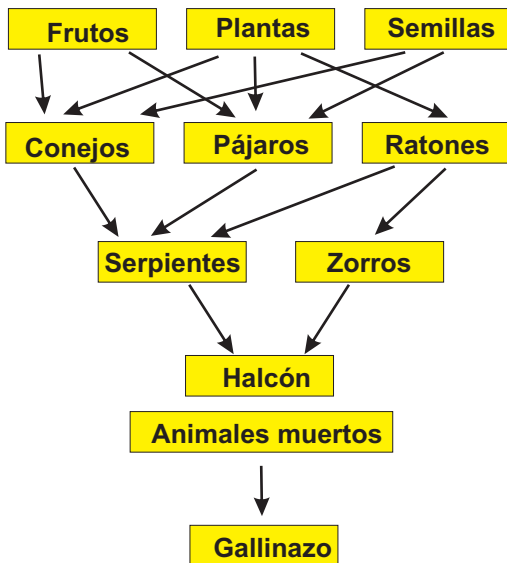 Frutos
Plantas
Semillas
Conejos
Pájaros
Ratones
Serpientes
Zorros
Halcón
Animales muertos
Gallinazo